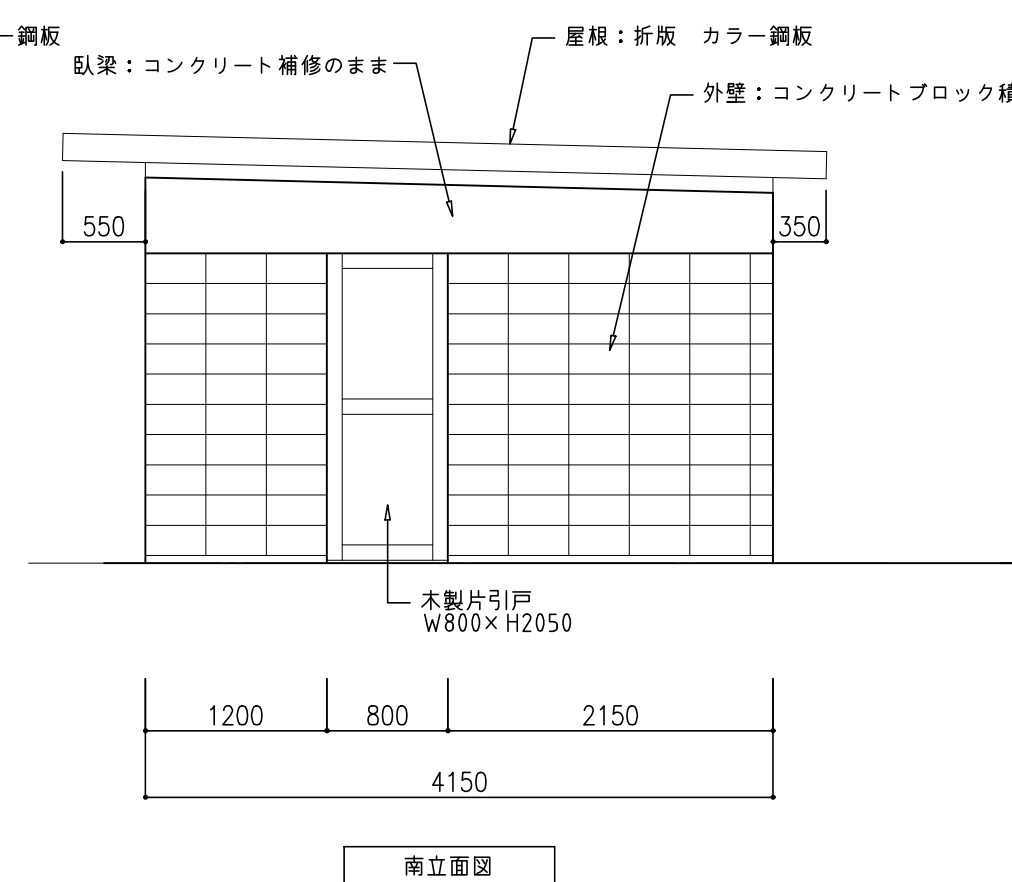 ー鋼板
屋根：折版　カラー鋼板
臥梁：コンクリート補修のまま
外壁：コンクリートブロック積
550
350
木製片引戸
W800×H2050
1200
800
2150
4150
南立面図